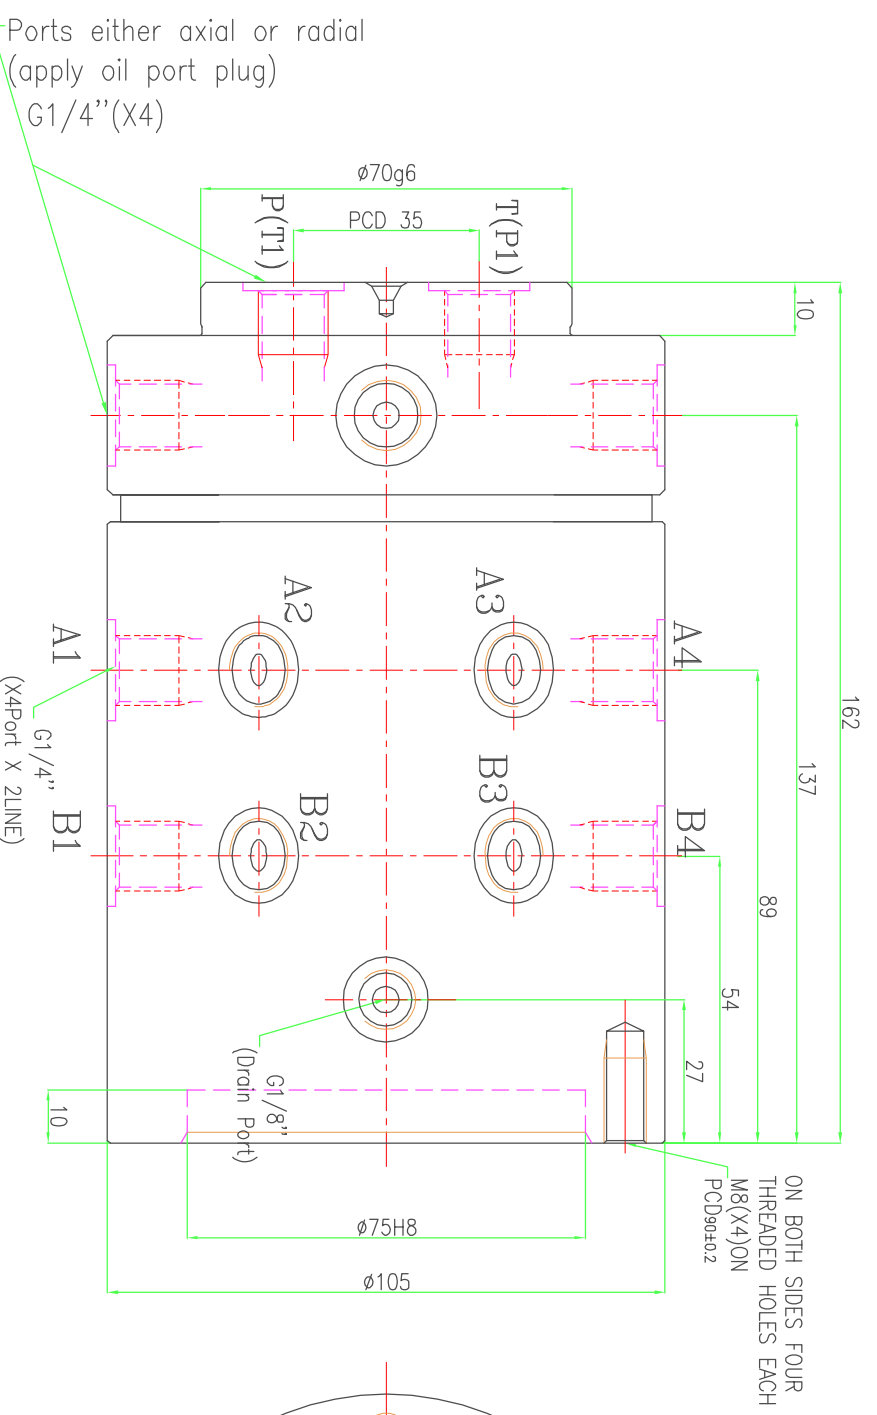 Ports either axial or radial
(apply oil port plug)
G1/4"(X4)
ø70g6
PCD 35
P(T1)
T(P1)
10
A2
A3
A1
A4
162
137
G1/4"
(X4Port X 2LINE)
B3
B2
B1
B4
89
54
27
G1/8"
(Drain Port)
10
ON BOTH SIDES FOUR
THREADED HOLES EACH
M8(X4)ON
PCD90±0.2
ø75H8
ø105